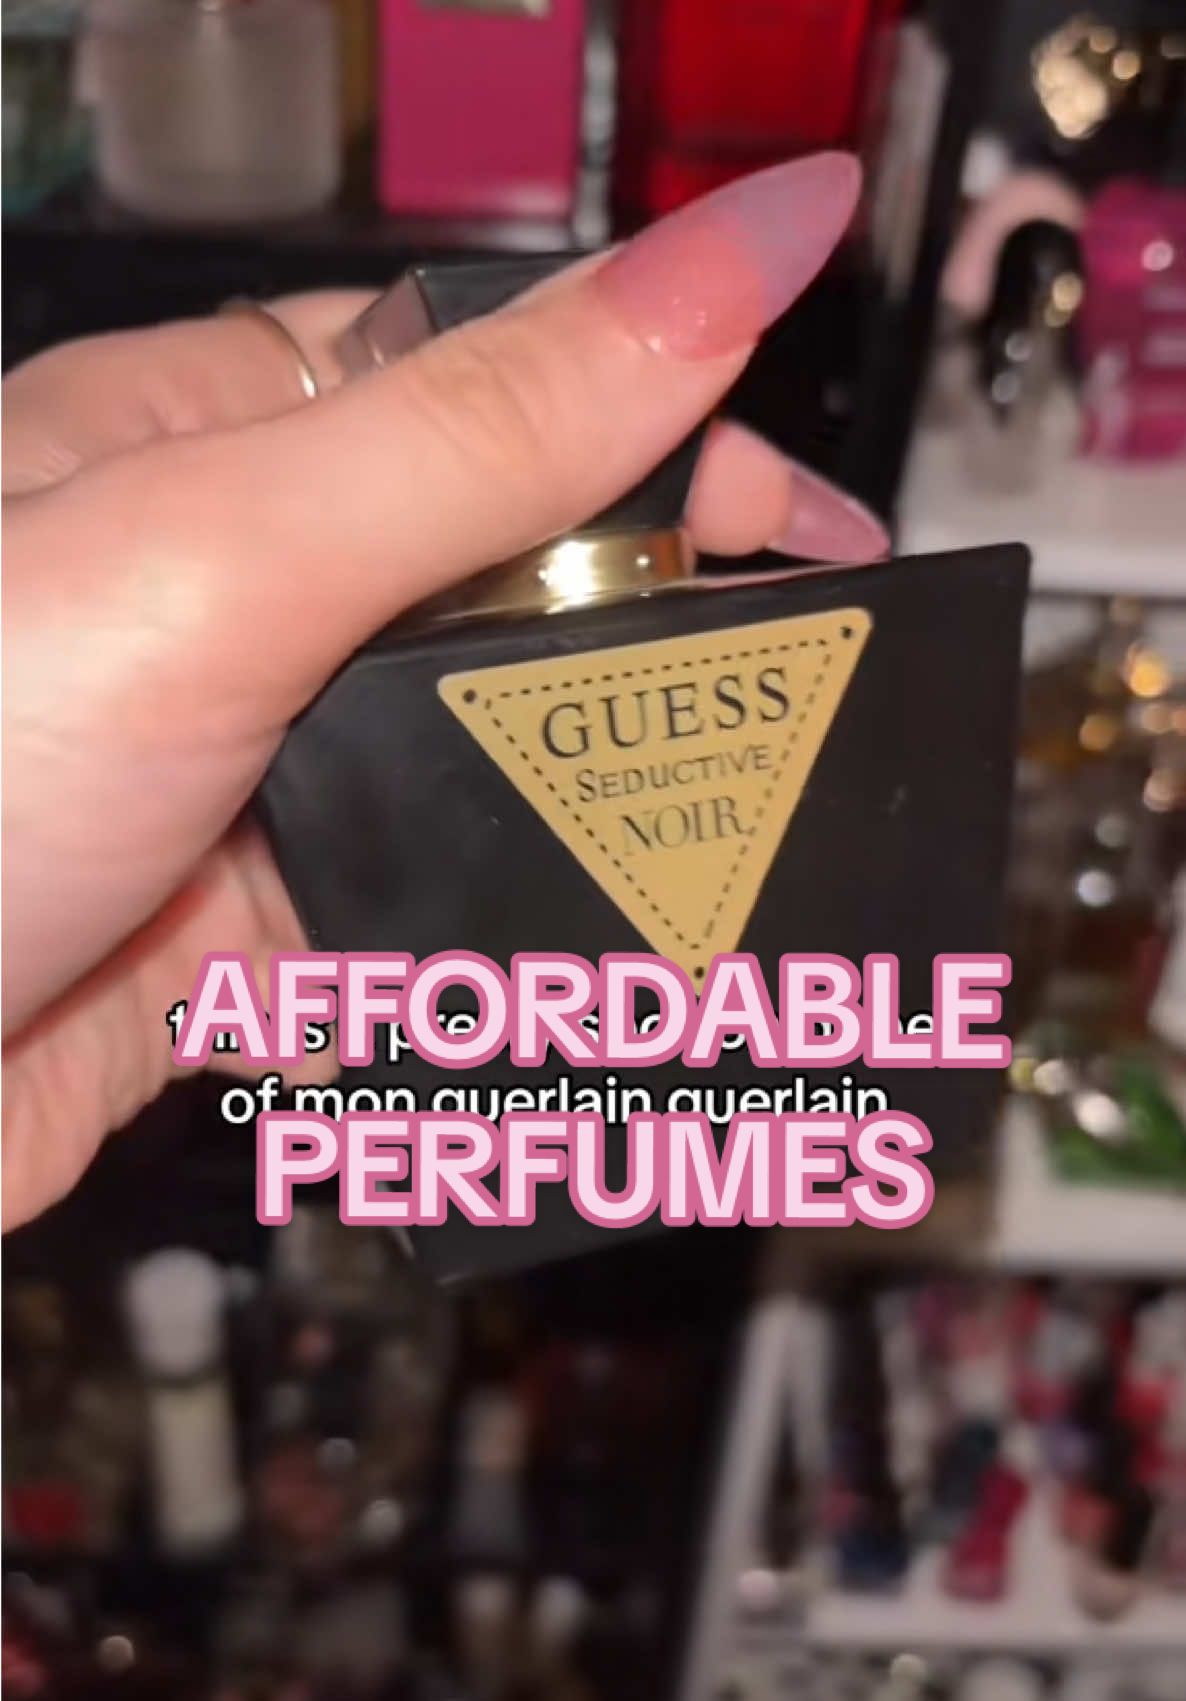 GUESS
SEDUCTIVE
NOIR
AFFORDABLE
of mon guerlain guerlain
PERFUMES